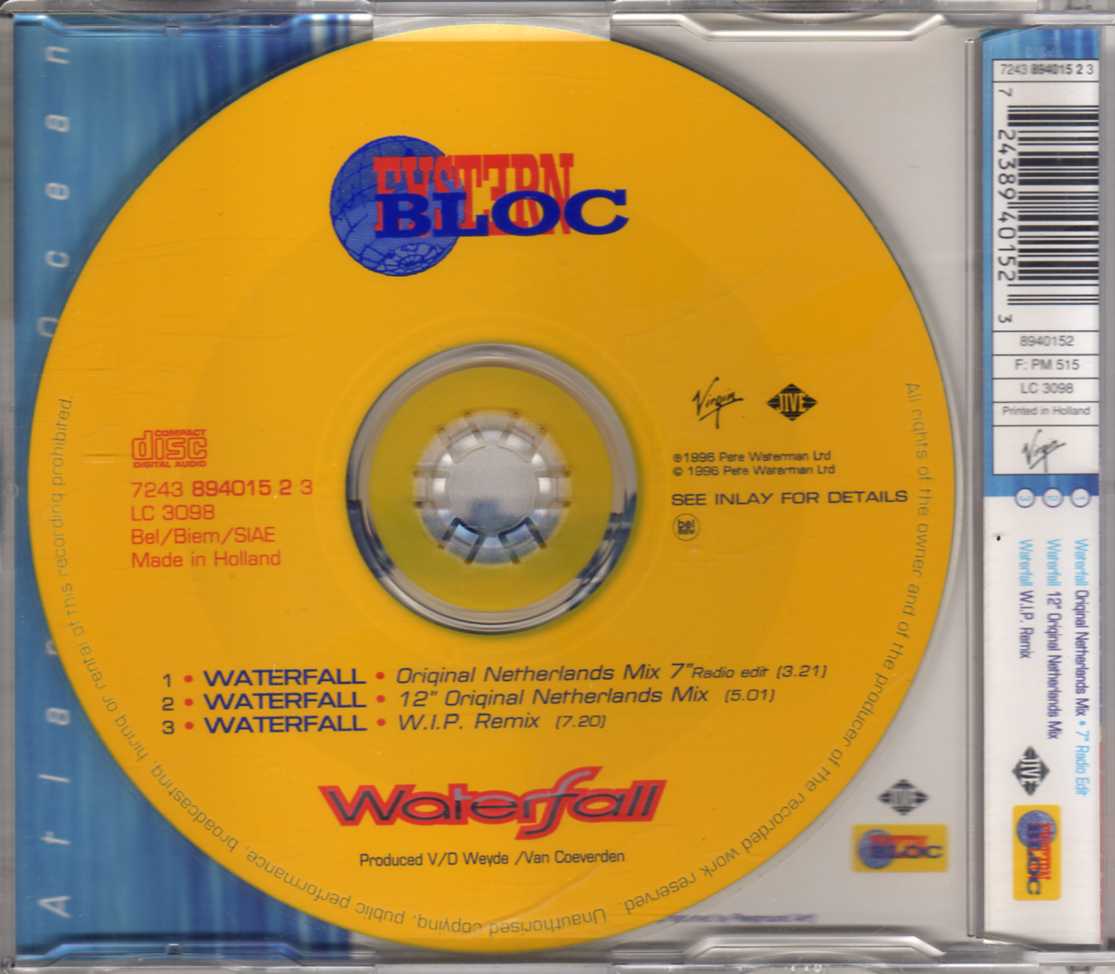 Ocean
EASTERN
BLOC
Virgin
JIVE
COMPACT
disc
DIGITAL AUDIO
7243 894015 2 3
LC 3098
Bel/Biem/SIAE
Made in Holland
℗1996 Pete Waterman Ltd
© 1996 Pete Waterman Ltd
SEE INLAY FOR DETAILS
1 • WATERFALL • Original Netherlands Mix 7" Radio edit (3.21)
2 • WATERFALL • 12" Original Netherlands Mix (5.01)
3 • WATERFALL • W.I.P. Remix (7.20)
Waterfall
Produced V/D Weyde /Van Coeverden
All rights of the owner and of the producer of the recorded work reserved. Unauthorised copying, public performance, broadcasting, hiring or rental of this recording prohibited.
JIVE
BLOC
7243 894015 2 3
7 24389 40152 3
8940152
F: PM 515
LC 3098
Printed in Holland
Virgin
1 Waterfall Original Netherlands Mix • 7" Radio Edit
2 Waterfall 12" Original Netherlands Mix
3 Waterfall W.I.P. Remix
JIVE
EASTERN
BLOC